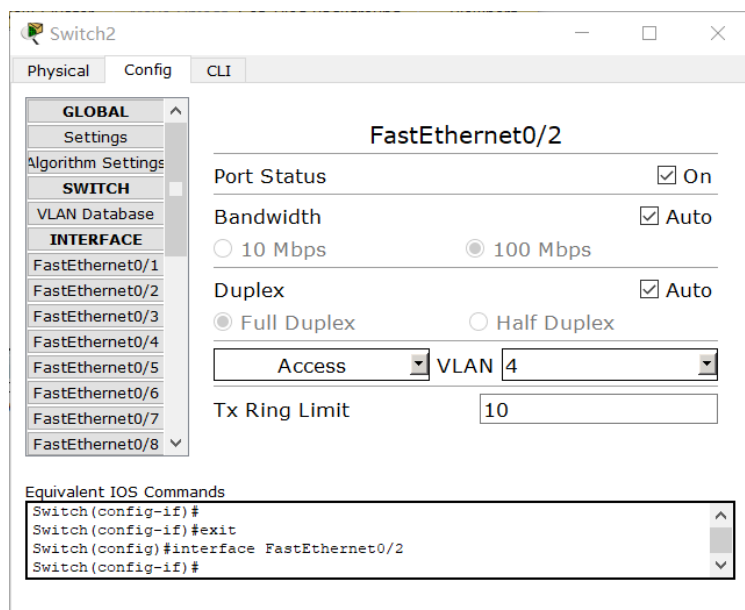 Switch2
Physical Config CLI
GLOBAL
Settings
Algorithm Settings
SWITCH
VLAN Database
INTERFACE
FastEthernet0/1
FastEthernet0/2
FastEthernet0/3
FastEthernet0/4
FastEthernet0/5
FastEthernet0/6
FastEthernet0/7
FastEthernet0/8
FastEthernet0/2
Port Status On
Bandwidth Auto
10 Mbps 100 Mbps
Duplex Auto
Full Duplex Half Duplex
Access VLAN 4
Tx Ring Limit 10
Equivalent IOS Commands
Switch(config-if)#
Switch(config-if)#exit
Switch(config)#interface FastEthernet0/2
Switch(config-if)#